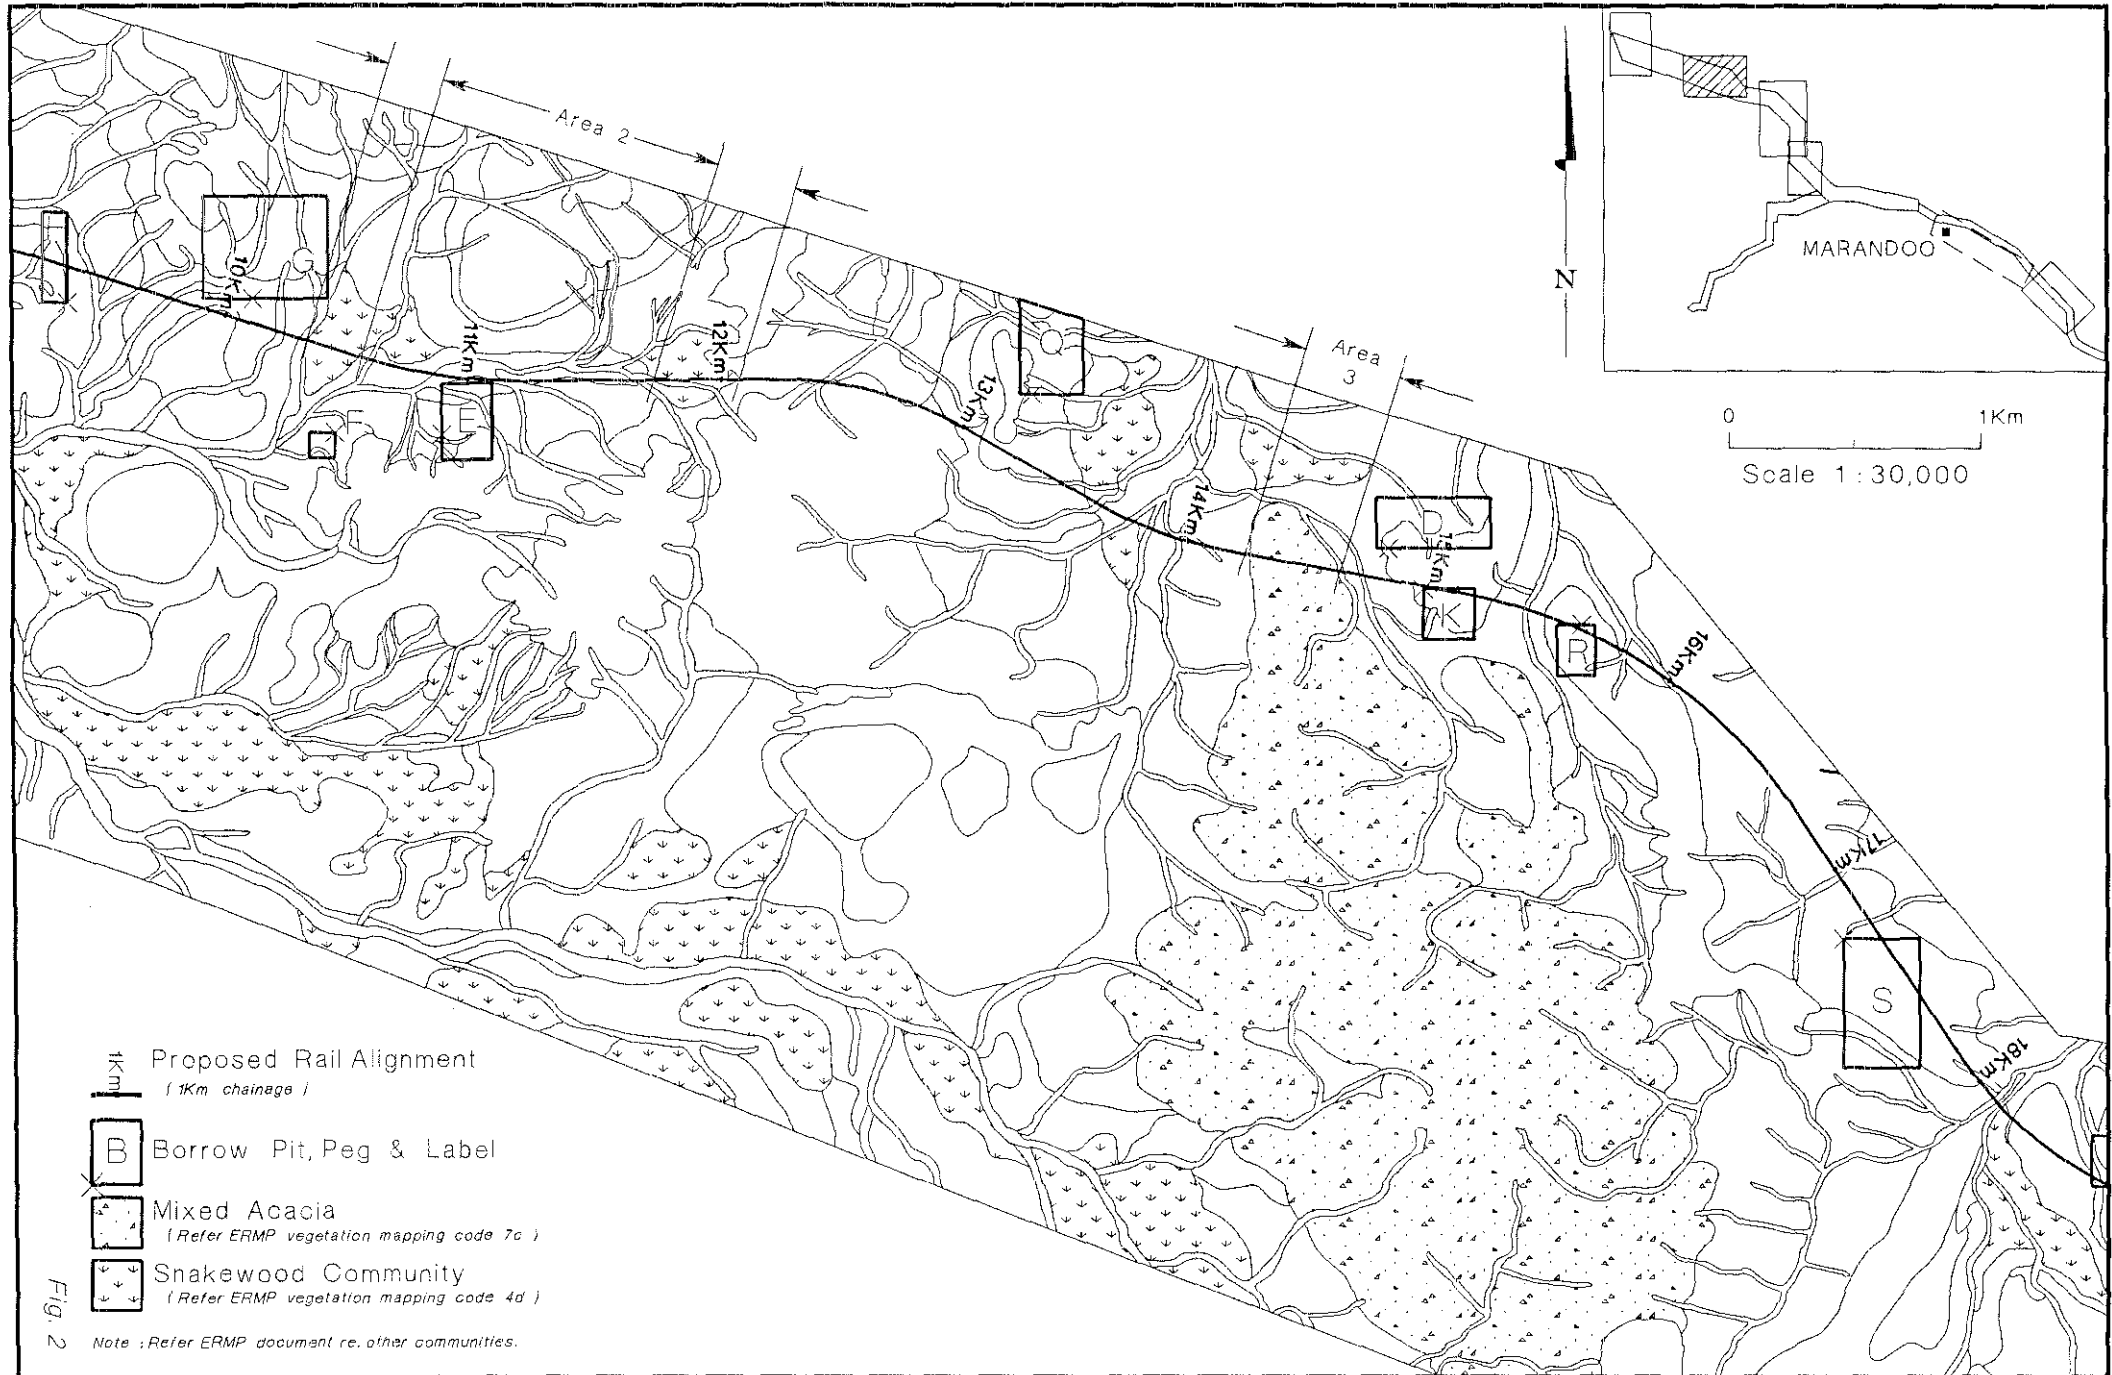 Area 2
MARANDOO
N
0 1Km
Scale 1 : 30,000
Area
3
10km
11Km
12Km
13Km
14Km
16Km
17Km
18Km
F
E
D
K
R
S
1Km
Proposed Rail Alignment
( 1Km chainage )
B
Borrow Pit, Peg & Label
Mixed Acacia
( Refer ERMP vegetation mapping code 7c )
Snakewood Community
( Refer ERMP vegetation mapping code 4d )
Fig. 2
Note : Refer ERMP document re. other communities.